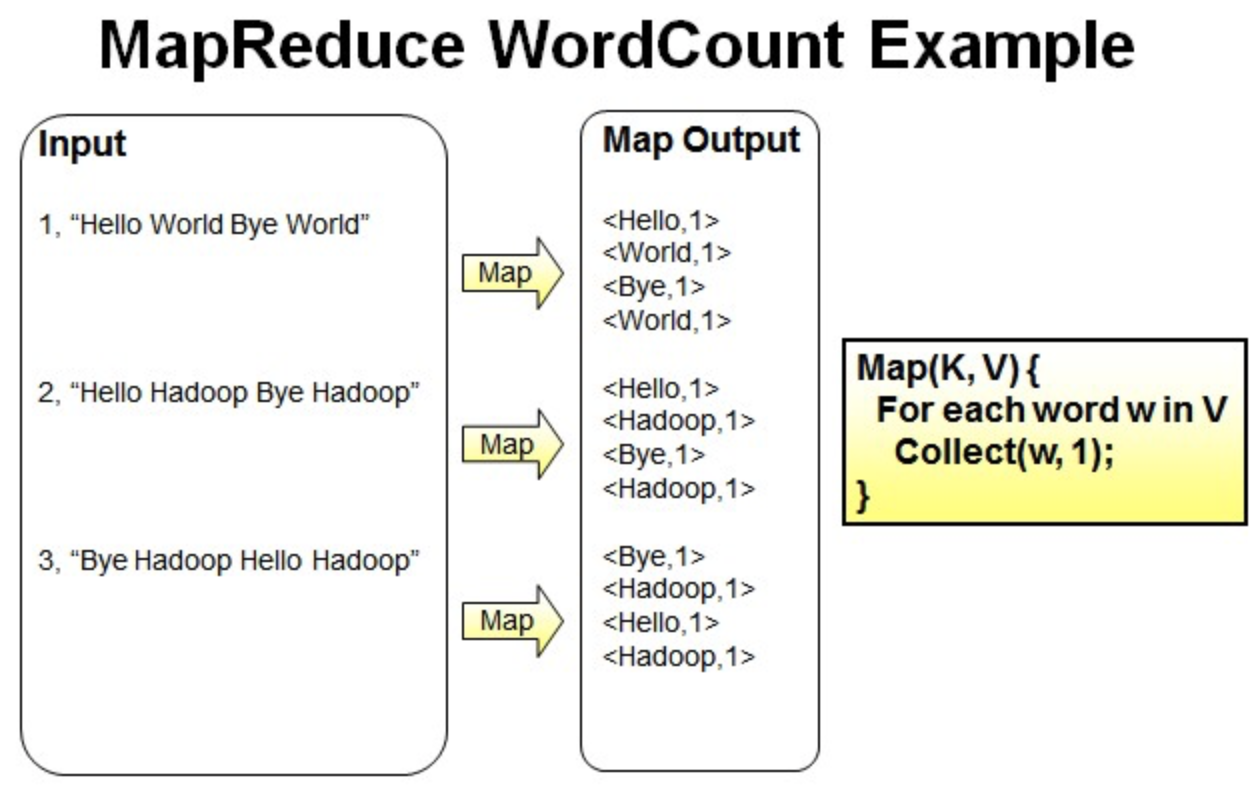 MapReduce WordCount Example
Input
1, “Hello World Bye World”
2, “Hello Hadoop Bye Hadoop”
3, “Bye Hadoop Hello Hadoop”
Map
Map
Map
Map Output
<Hello,1>
<World,1>
<Bye,1>
<World,1>
<Hello,1>
<Hadoop,1>
<Bye,1>
<Hadoop,1>
<Bye,1>
<Hadoop,1>
<Hello,1>
<Hadoop,1>
Map(K, V) {
For each word w in V
Collect(w, 1);
}